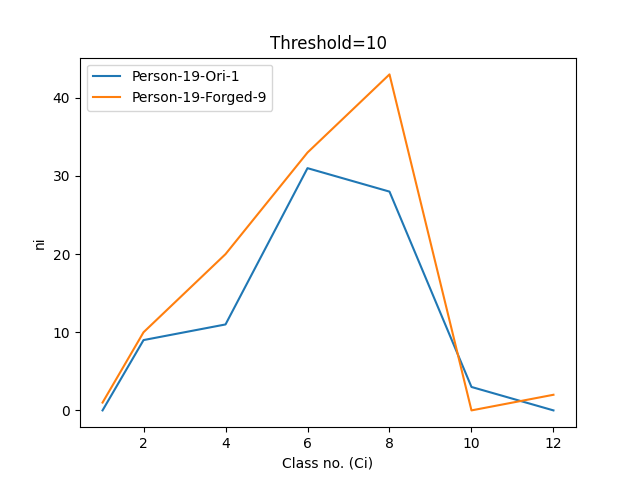 Threshold=10
Person-19-Ori-1
Person-19-Forged-9
40
30
20
10
0
ni
2 4 6 8 10 12
Class no. (Ci)